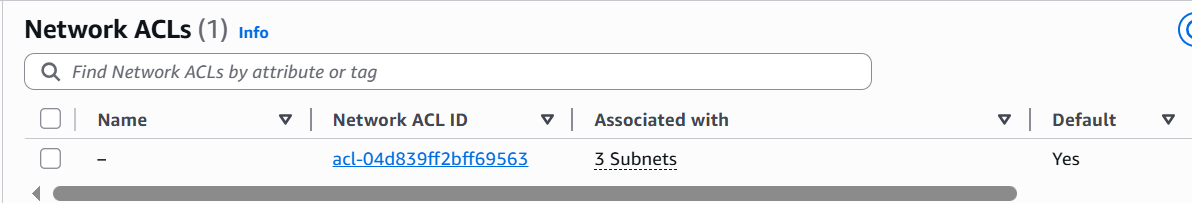 Network ACLs (1) Info
Find Network ACLs by attribute or tag
Name Network ACL ID Associated with Default
– acl-04d839ff2bff69563 3 Subnets Yes